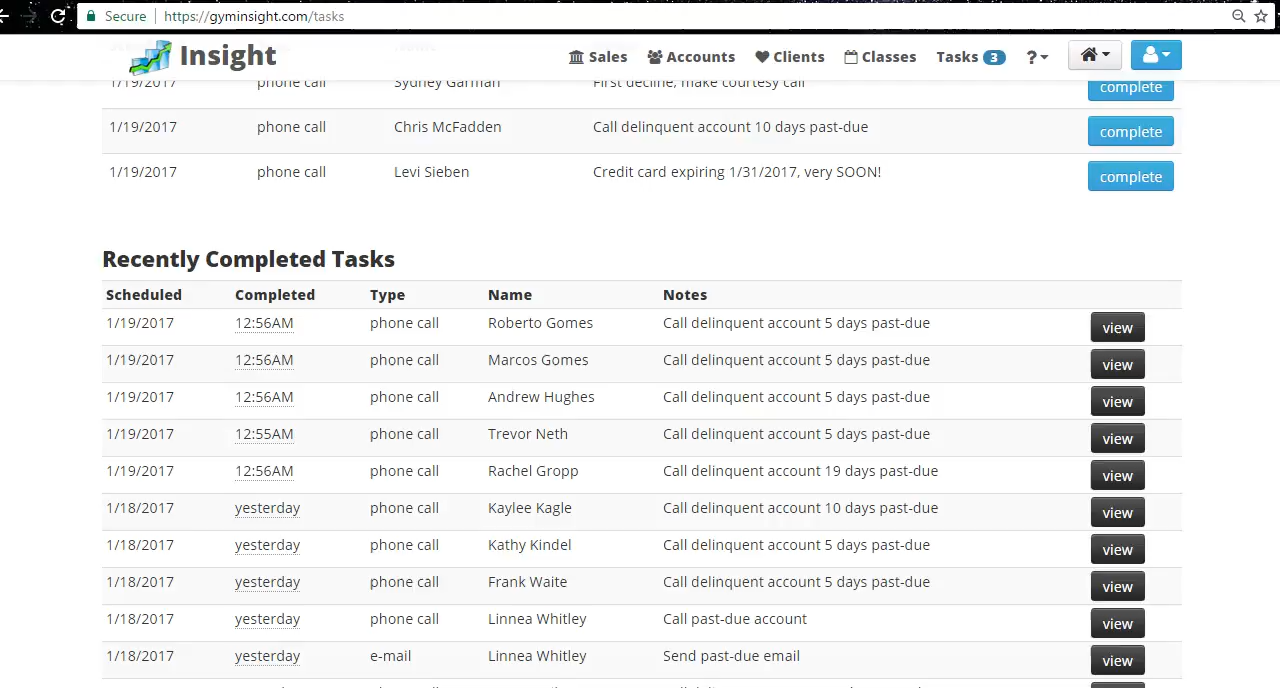 Secure https://gyminsight.com/tasks
Insight Sales Accounts Clients Classes Tasks 3 ?
1/19/2017 phone call Sydney Garman First decline, make courtesy call complete
1/19/2017 phone call Chris McFadden Call delinquent account 10 days past-due complete
1/19/2017 phone call Levi Sieben Credit card expiring 1/31/2017, very SOON! complete
Recently Completed Tasks
Scheduled Completed Type Name Notes
1/19/2017 12:56AM phone call Roberto Gomes Call delinquent account 5 days past-due view
1/19/2017 12:56AM phone call Marcos Gomes Call delinquent account 5 days past-due view
1/19/2017 12:56AM phone call Andrew Hughes Call delinquent account 5 days past-due view
1/19/2017 12:55AM phone call Trevor Neth Call delinquent account 5 days past-due view
1/19/2017 12:56AM phone call Rachel Gropp Call delinquent account 19 days past-due view
1/18/2017 yesterday phone call Kaylee Kagle Call delinquent account 10 days past-due view
1/18/2017 yesterday phone call Kathy Kindel Call delinquent account 5 days past-due view
1/18/2017 yesterday phone call Frank Waite Call delinquent account 5 days past-due view
1/18/2017 yesterday phone call Linnea Whitley Call past-due account view
1/18/2017 yesterday e-mail Linnea Whitley Send past-due email view